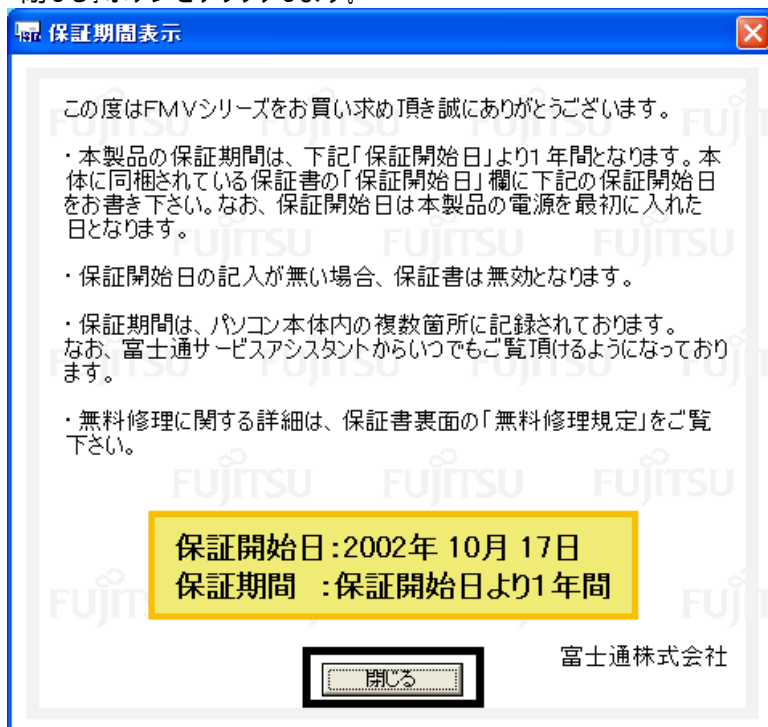 保証期間表示
この度はFMVシリーズをお買い求め頂き誠にありがとうございます。
・本製品の保証期間は、下記「保証開始日」より1年間となります。本
体に同梱されている保証書の「保証開始日」欄に下記の保証開始日
をお書き下さい。なお、保証開始日は本製品の電源を最初に入れた
日となります。
・保証開始日の記入が無い場合、保証書は無効となります。
・保証期間は、パソコン本体内の複数箇所に記録されております。
なお、富士通サービスアシスタントからいつでもご覧頂けるようになっており
ます。
・無料修理に関する詳細は、保証書裏面の「無料修理規定」をご覧
下さい。
FUJITSU FUJITSU FUJITSU
保証開始日:2002年 10月 17日
保証期間 :保証開始日より1年間
富士通株式会社
閉じる